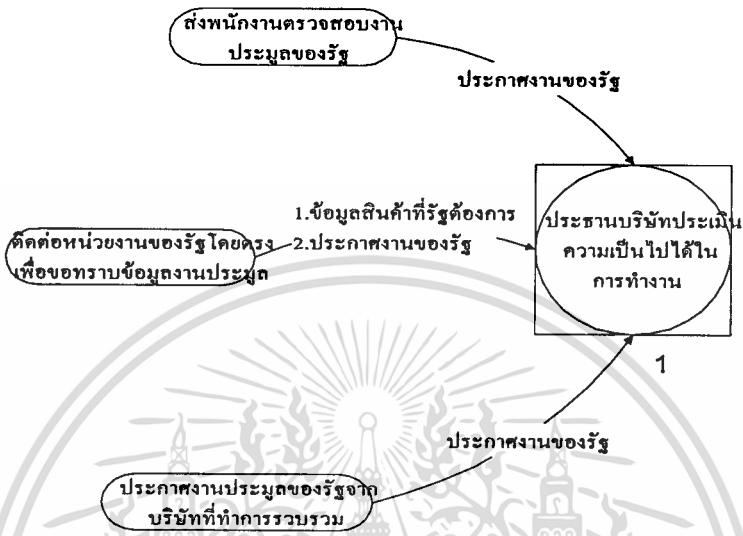 ส่งพนักงานตรวจสอบงาน
ประมูลของรัฐ
ประกาศงานของรัฐ
1.ข้อมูลสินค้าที่รัฐต้องการ
2.ประกาศงานของรัฐ
ติดต่อหน่วยงานของรัฐโดยตรง
เพื่อขอทราบข้อมูลงานประมูล
ประธานบริษัทประเมิน
ความเป็นไปได้ใน
การทำงาน
1
ประกาศงานของรัฐ
ประกาศงานประมูลของรัฐจาก
บริษัทที่ทำการรวบรวม